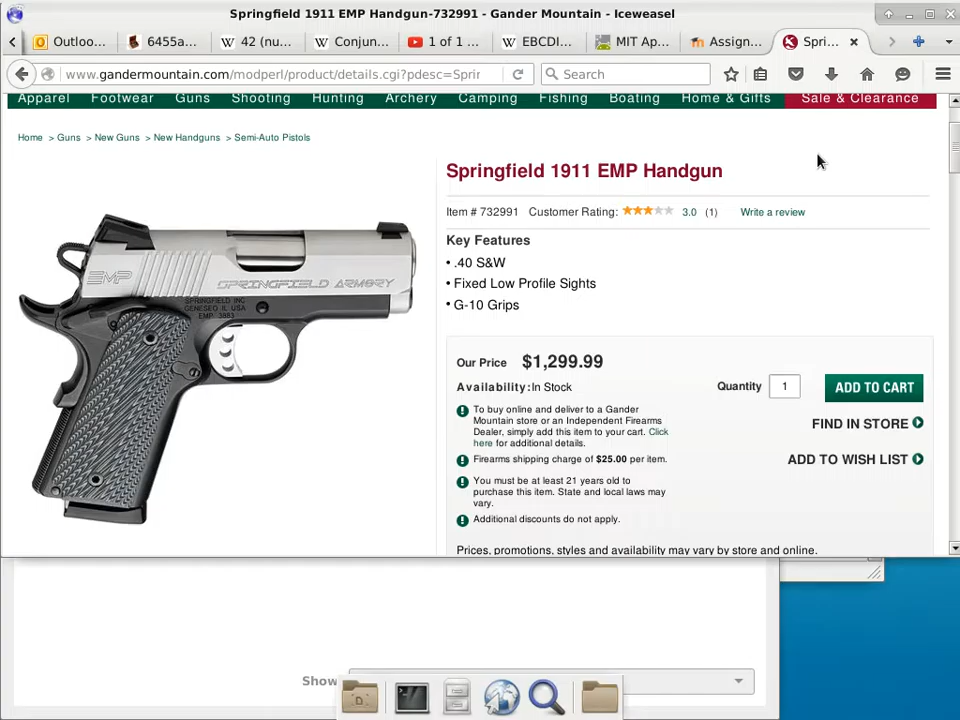 Springfield 1911 EMP Handgun-732991 - Gander Mountain - Iceweasel
Outloo...
6455a...
42 (nu...
Conjun...
1 of 1 ...
EBCDI...
MIT Ap...
Assign...
Spri...
www.gandermountain.com/modperl/product/details.cgi?pdesc=Sprir
Search
Apparel Footwear Guns Shooting Hunting Archery Camping Fishing Boating Home & Gifts Sale & Clearance
Home > Guns > New Guns > New Handguns > Semi-Auto Pistols
Springfield 1911 EMP Handgun
Item # 732991 Customer Rating: 3.0 (1) Write a review
Key Features
• .40 S&W
• Fixed Low Profile Sights
• G-10 Grips
EMP
SPRINGFIELD ARMORY
SPRINGFIELD INC
GENESEO IL USA
EMP 3883
Our Price $1,299.99
Availability:In Stock
Quantity 1
ADD TO CART
To buy online and deliver to a Gander
Mountain store or an Independent Firearms
Dealer, simply add this item to your cart. Click
here for additional details.
FIND IN STORE
Firearms shipping charge of $25.00 per item.
ADD TO WISH LIST
You must be at least 21 years old to
purchase this item. State and local laws may
vary.
Additional discounts do not apply.
Prices, promotions, styles and availability may vary by store and online.
Show
D